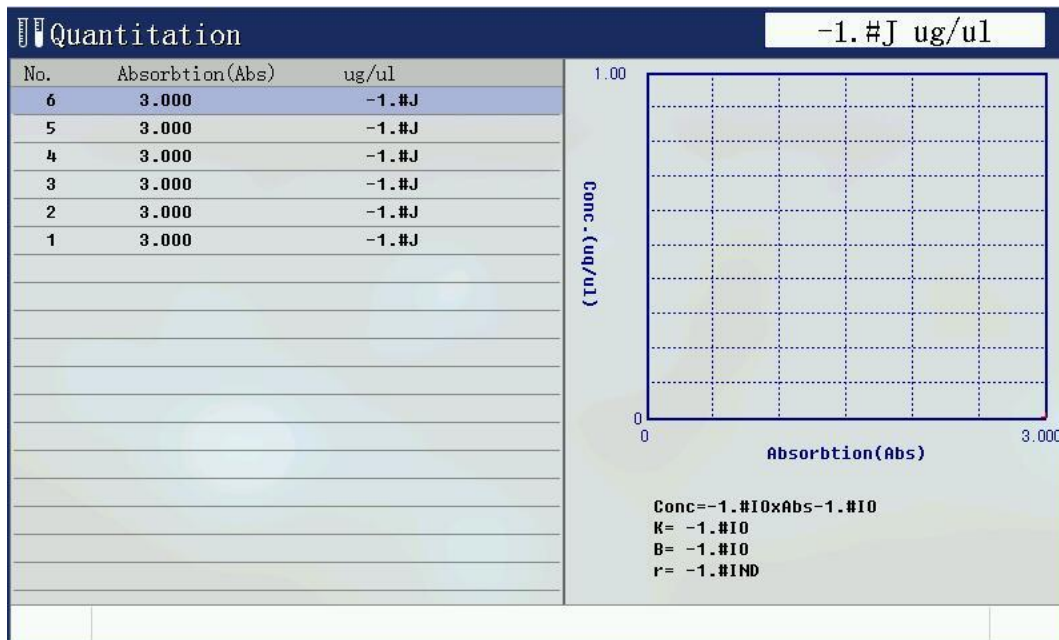 Quantitation
-1.#J ug/ul
No. Absorbtion(Abs) ug/ul
6 3.000 -1.#J
5 3.000 -1.#J
4 3.000 -1.#J
3 3.000 -1.#J
2 3.000 -1.#J
1 3.000 -1.#J
1.00
Conc.(ug/ul)
0
0 3.000
Absorbtion(Abs)
Conc=-1.#IOxAbs-1.#IO
K= -1.#IO
B= -1.#IO
r= -1.#IND